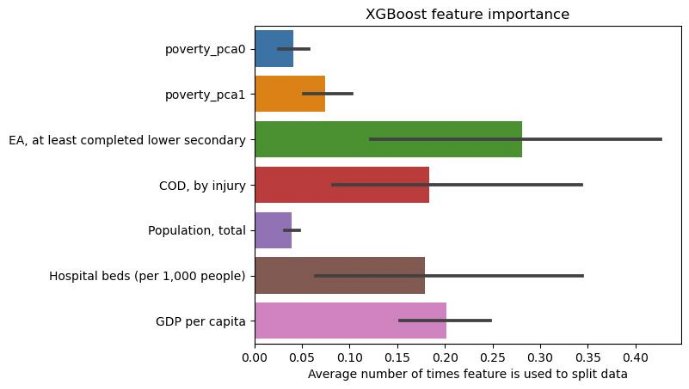 XGBoost feature importance
poverty_pca0
poverty_pca1
EA, at least completed lower secondary
COD, by injury
Population, total
Hospital beds (per 1,000 people)
GDP per capita
0.00 0.05 0.10 0.15 0.20 0.25 0.30 0.35 0.40
Average number of times feature is used to split data